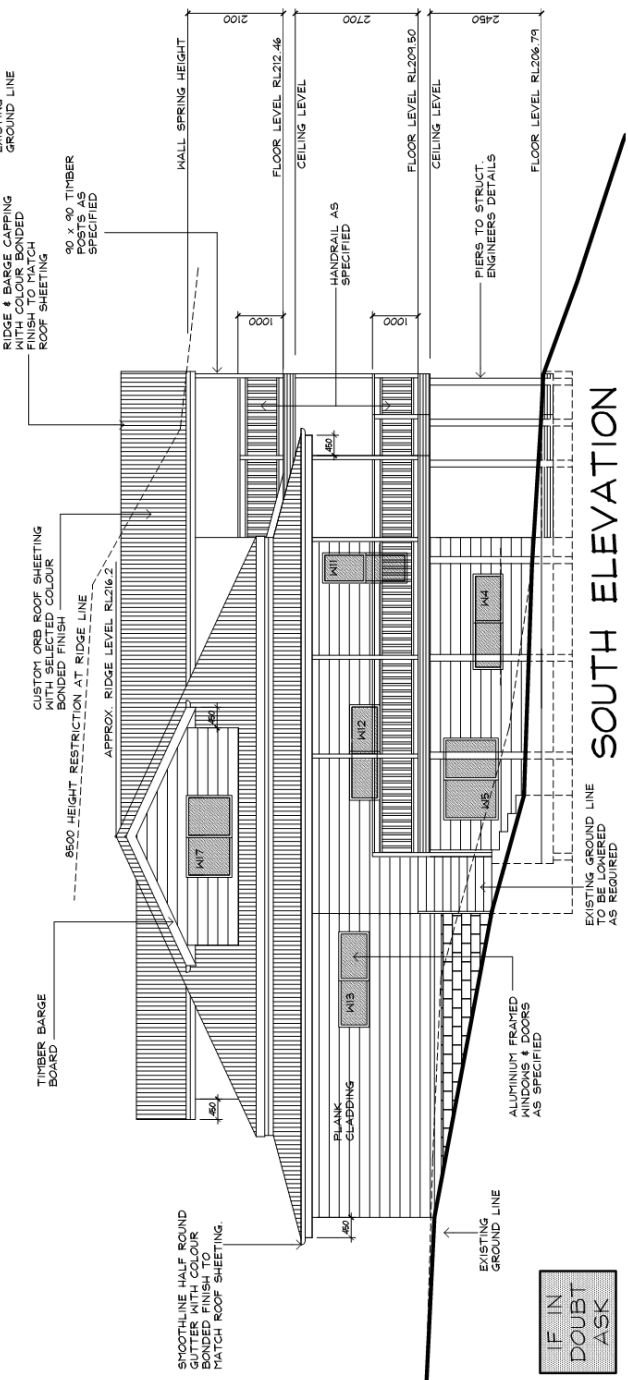 SMOOTHLINE HALF ROUND
GUTTER WITH COLOUR
BONDED FINISH TO
MATCH ROOF SHEETING.
TIMBER BARGE
BOARD
CUSTOM ORB ROOF SHEETING
WITH SELECTED COLOUR
BONDED FINISH
8500 HEIGHT RESTRICTION AT RIDGE LINE
APPROX. RIDGE LEVEL RL216.2
RIDGE & BARGE CAPPING
WITH COLOUR BONDED
FINISH TO MATCH
ROOF SHEETING
90 x 90 TIMBER
POSTS AS
SPECIFIED
EXISTING
GROUND LINE
WALL SPRING HEIGHT
2100
450
450
W17
1000
FLOOR LEVEL RL212.46
CEILING LEVEL
450
HANDRAIL AS
SPECIFIED
2700
450
PLANK
CLADDING
W13
W12
W11
1000
FLOOR LEVEL RL209.50
CEILING LEVEL
EXISTING
GROUND LINE
ALUMINIUM FRAMED
WINDOWS & DOORS
AS SPECIFIED
W5
W4
PIERS TO STRUCT.
ENGINEERS DETAILS
2450
FLOOR LEVEL RL206.79
EXISTING GROUND LINE
TO BE LOWERED
AS REQUIRED
IF IN
DOUBT
ASK
SOUTH ELEVATION